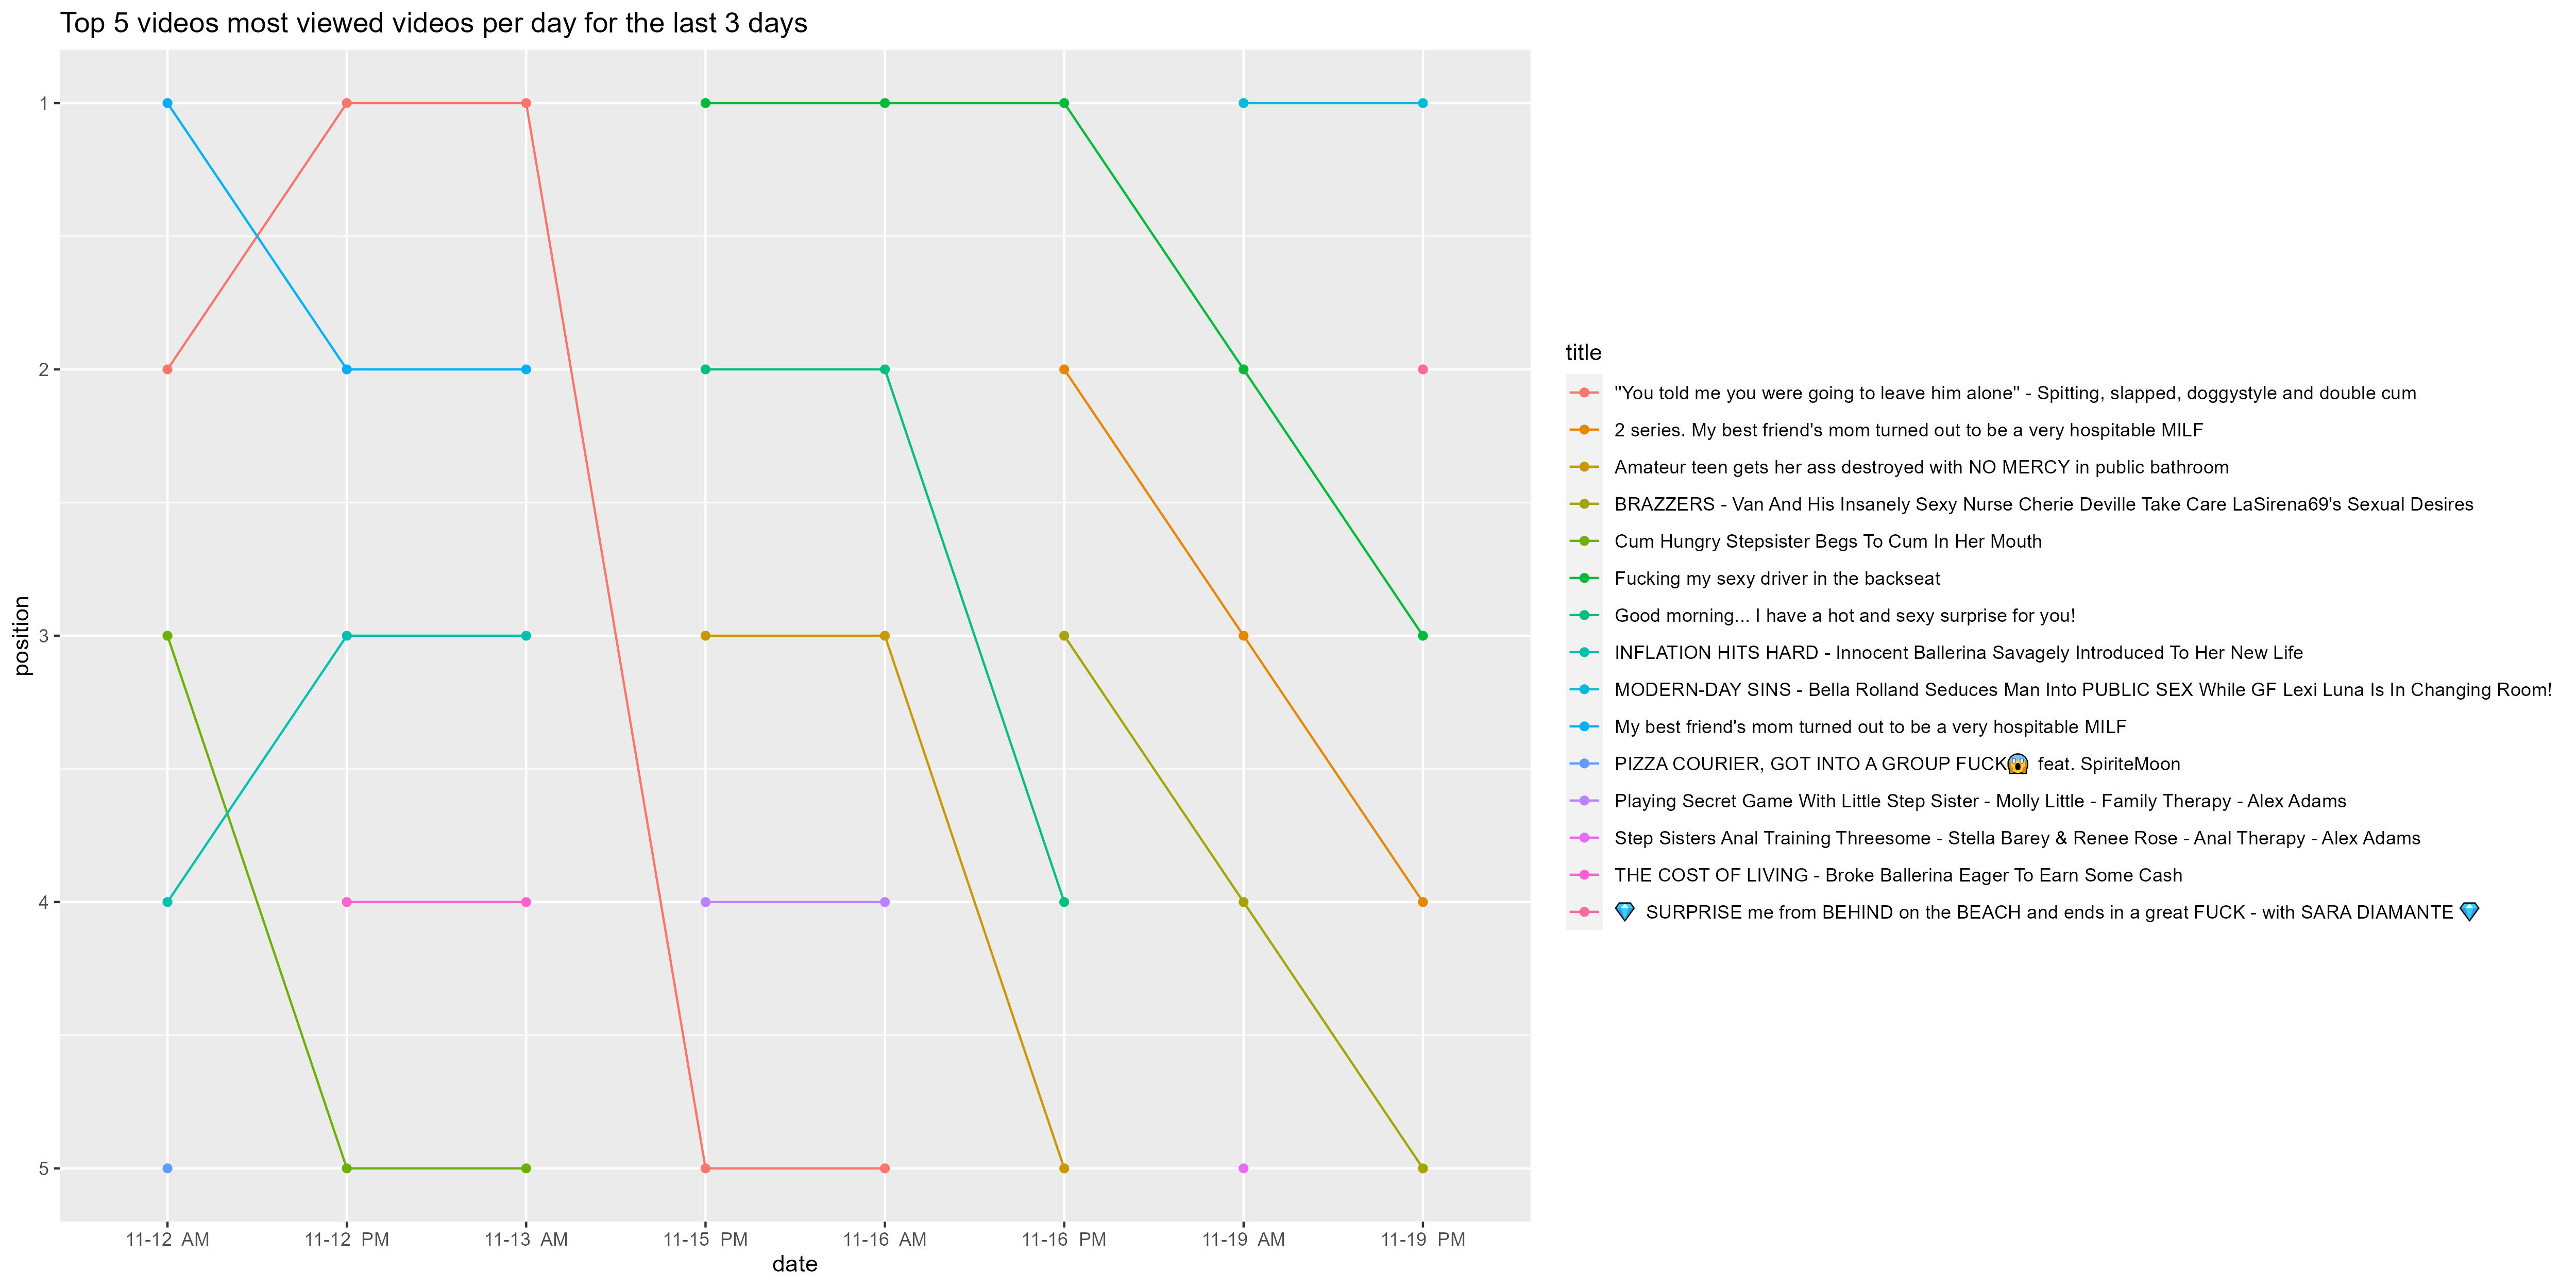 Top 5 videos most viewed videos per day for the last 3 days
position
1
2
3
4
5
11-12 AM
11-12 PM
11-13 AM
11-15 PM
11-16 AM
11-16 PM
11-19 AM
11-19 PM
date
title
"You told me you were going to leave him alone" - Spitting, slapped, doggystyle and double cum
2 series. My best friend's mom turned out to be a very hospitable MILF
Amateur teen gets her ass destroyed with NO MERCY in public bathroom
BRAZZERS - Van And His Insanely Sexy Nurse Cherie Deville Take Care LaSirena69's Sexual Desires
Cum Hungry Stepsister Begs To Cum In Her Mouth
Fucking my sexy driver in the backseat
Good morning... I have a hot and sexy surprise for you!
INFLATION HITS HARD - Innocent Ballerina Savagely Introduced To Her New Life
MODERN-DAY SINS - Bella Rolland Seduces Man Into PUBLIC SEX While GF Lexi Luna Is In Changing Room!
My best friend's mom turned out to be a very hospitable MILF
PIZZA COURIER, GOT INTO A GROUP FUCK😱 feat. SpiriteMoon
Playing Secret Game With Little Step Sister - Molly Little - Family Therapy - Alex Adams
Step Sisters Anal Training Threesome - Stella Barey & Renee Rose - Anal Therapy - Alex Adams
THE COST OF LIVING - Broke Ballerina Eager To Earn Some Cash
💎 SURPRISE me from BEHIND on the BEACH and ends in a great FUCK - with SARA DIAMANTE 💎